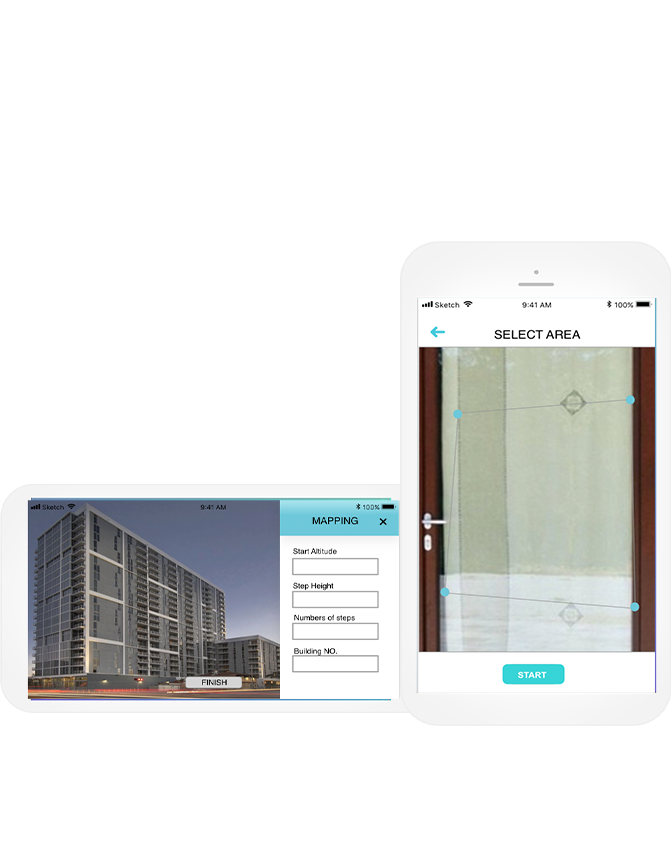 Sketch 9:41 AM 100%
SELECT AREA
START
Sketch 9:41 AM 100%
MAPPING
Start Altitude
Step Height
Numbers of steps
Building NO.
FINISH